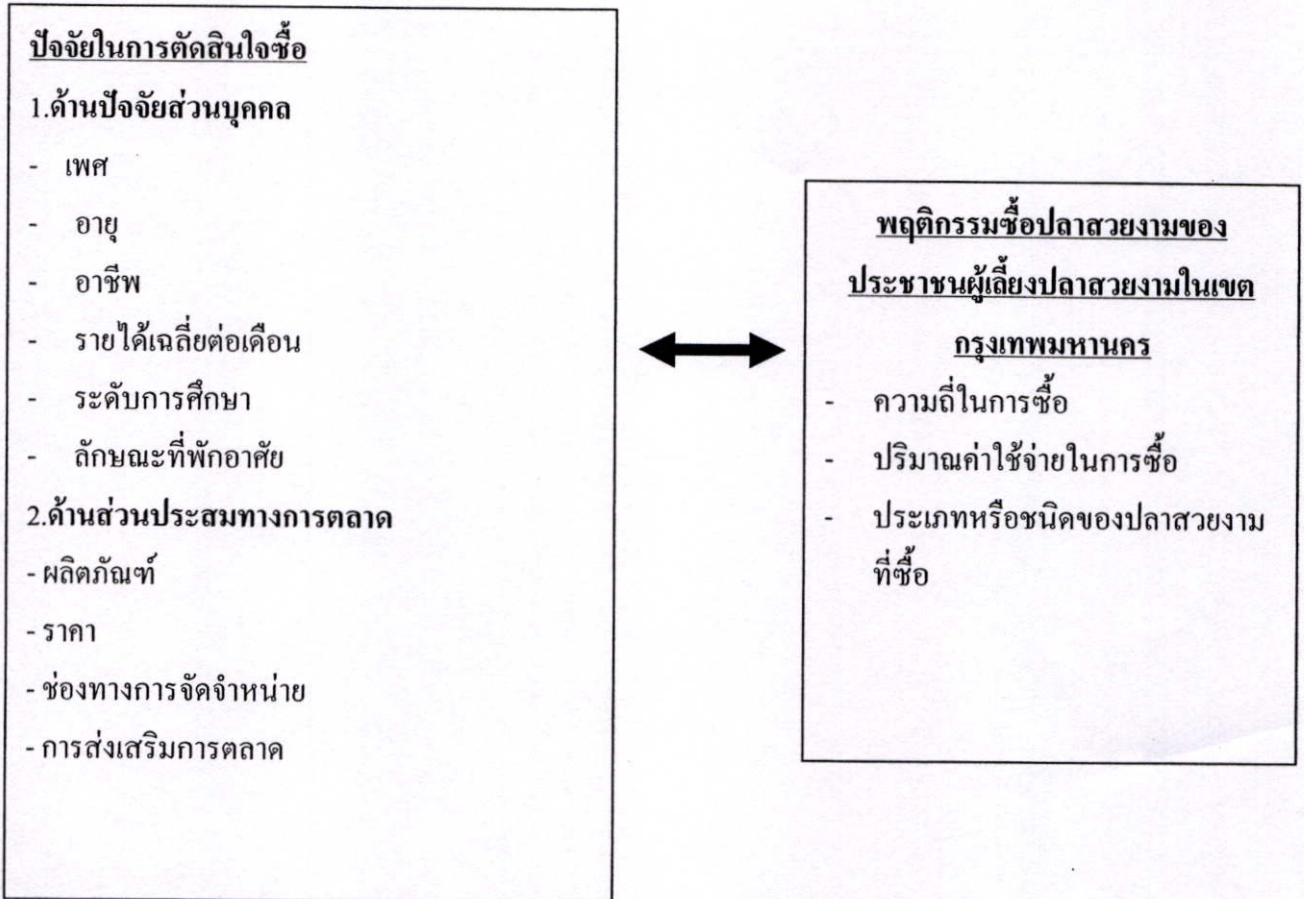 ปัจจัยในการตัดสินใจซื้อ
1.ด้านปัจจัยส่วนบุคคล
- เพศ
- อายุ
- อาชีพ
- รายได้เฉลี่ยต่อเดือน
- ระดับการศึกษา
- ลักษณะที่พักอาศัย
2.ด้านส่วนประสมทางการตลาด
- ผลิตภัณฑ์
- ราคา
- ช่องทางการจัดจำหน่าย
- การส่งเสริมการตลาด
พฤติกรรมซื้อปลาสวยงามของ
ประชาชนผู้เลี้ยงปลาสวยงามในเขต
กรุงเทพมหานคร
- ความถี่ในการซื้อ
- ปริมาณค่าใช้จ่ายในการซื้อ
- ประเภทหรือชนิดของปลาสวยงาม
ที่ซื้อ